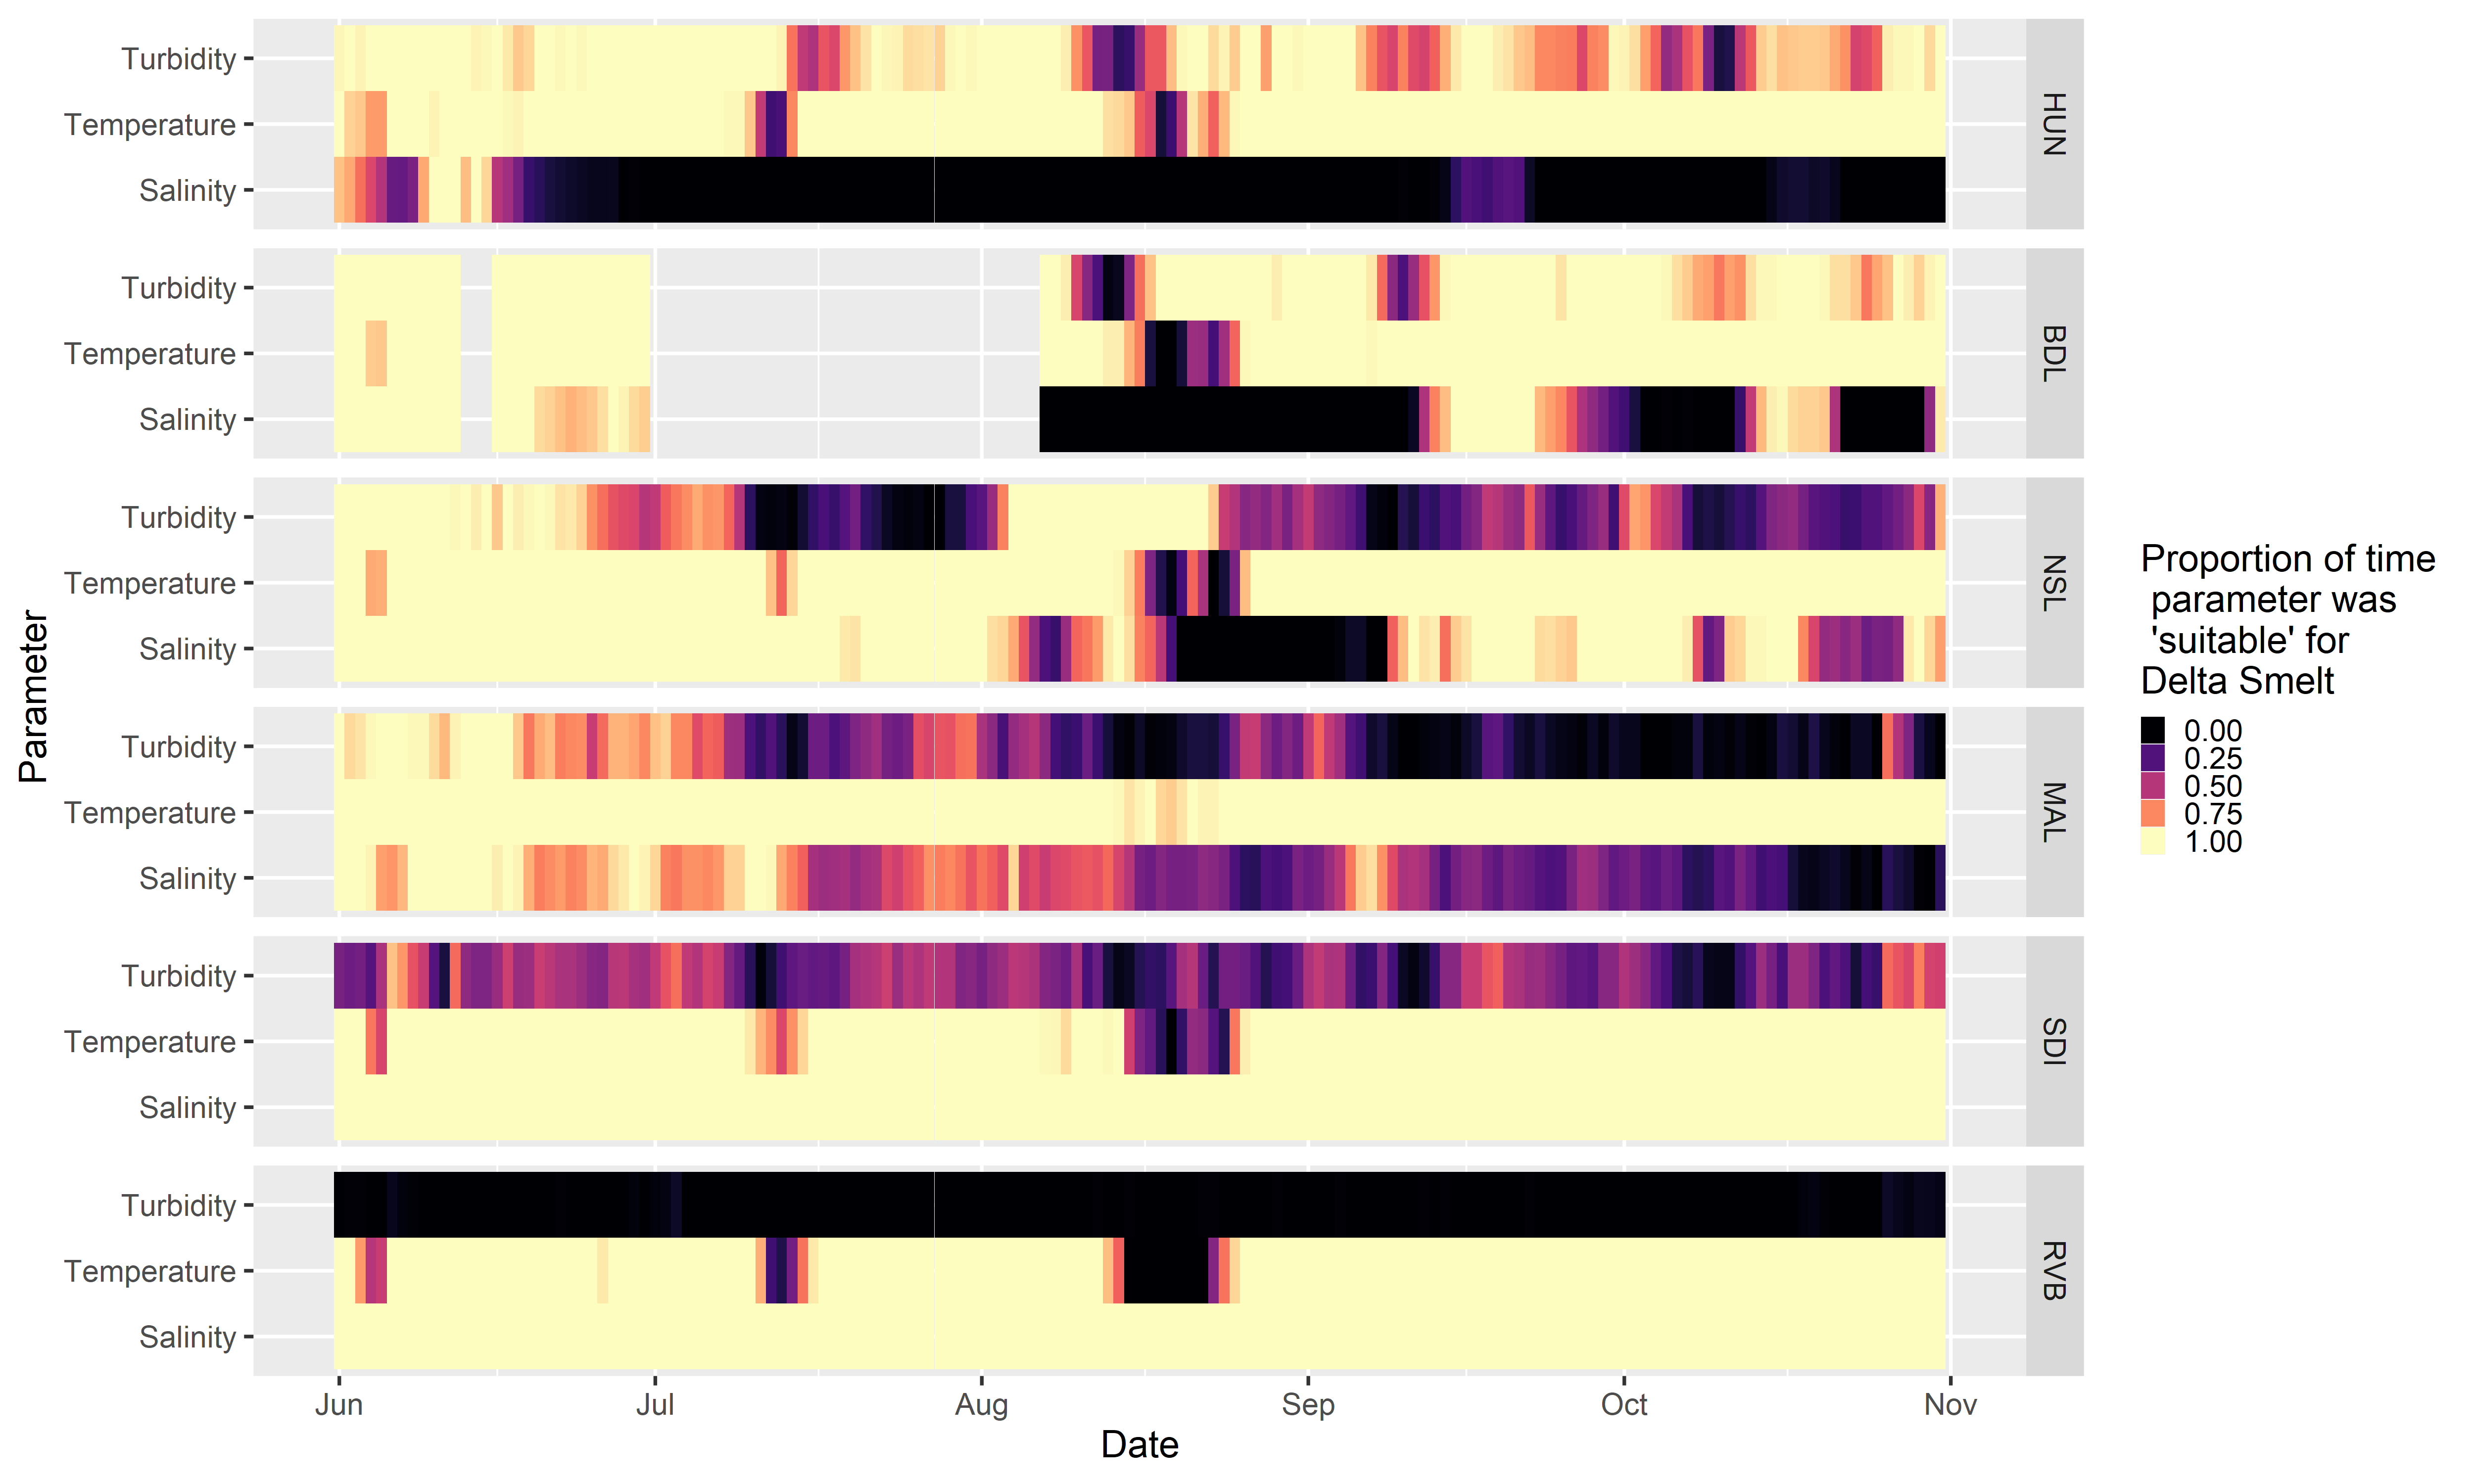 Turbidity
Temperature
Salinity
HUN
Turbidity
Temperature
Salinity
BDL
Turbidity
Temperature
Salinity
NSL
Turbidity
Temperature
Salinity
MAL
Turbidity
Temperature
Salinity
SDI
Turbidity
Temperature
Salinity
RVB
Parameter
Jun Jul Aug Sep Oct Nov
Date
Proportion of time
parameter was
'suitable' for
Delta Smelt
0.00
0.25
0.50
0.75
1.00